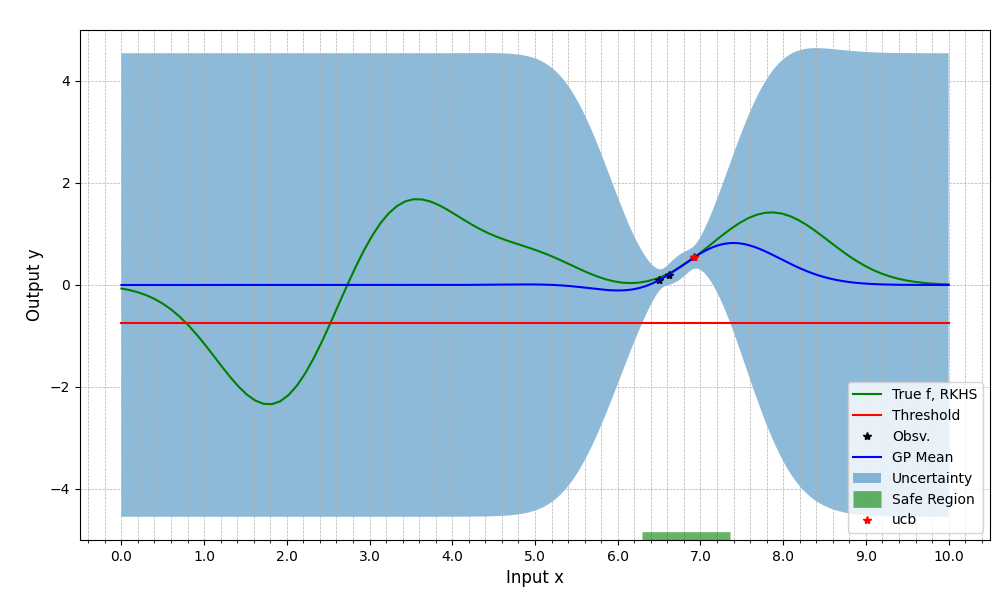 4
2
0
−2
−4
Output y
0.0 1.0 2.0 3.0 4.0 5.0 6.0 7.0 8.0 9.0 10.0
Input x
True f, RKHS
Threshold
Obsv.
GP Mean
Uncertainty
Safe Region
ucb